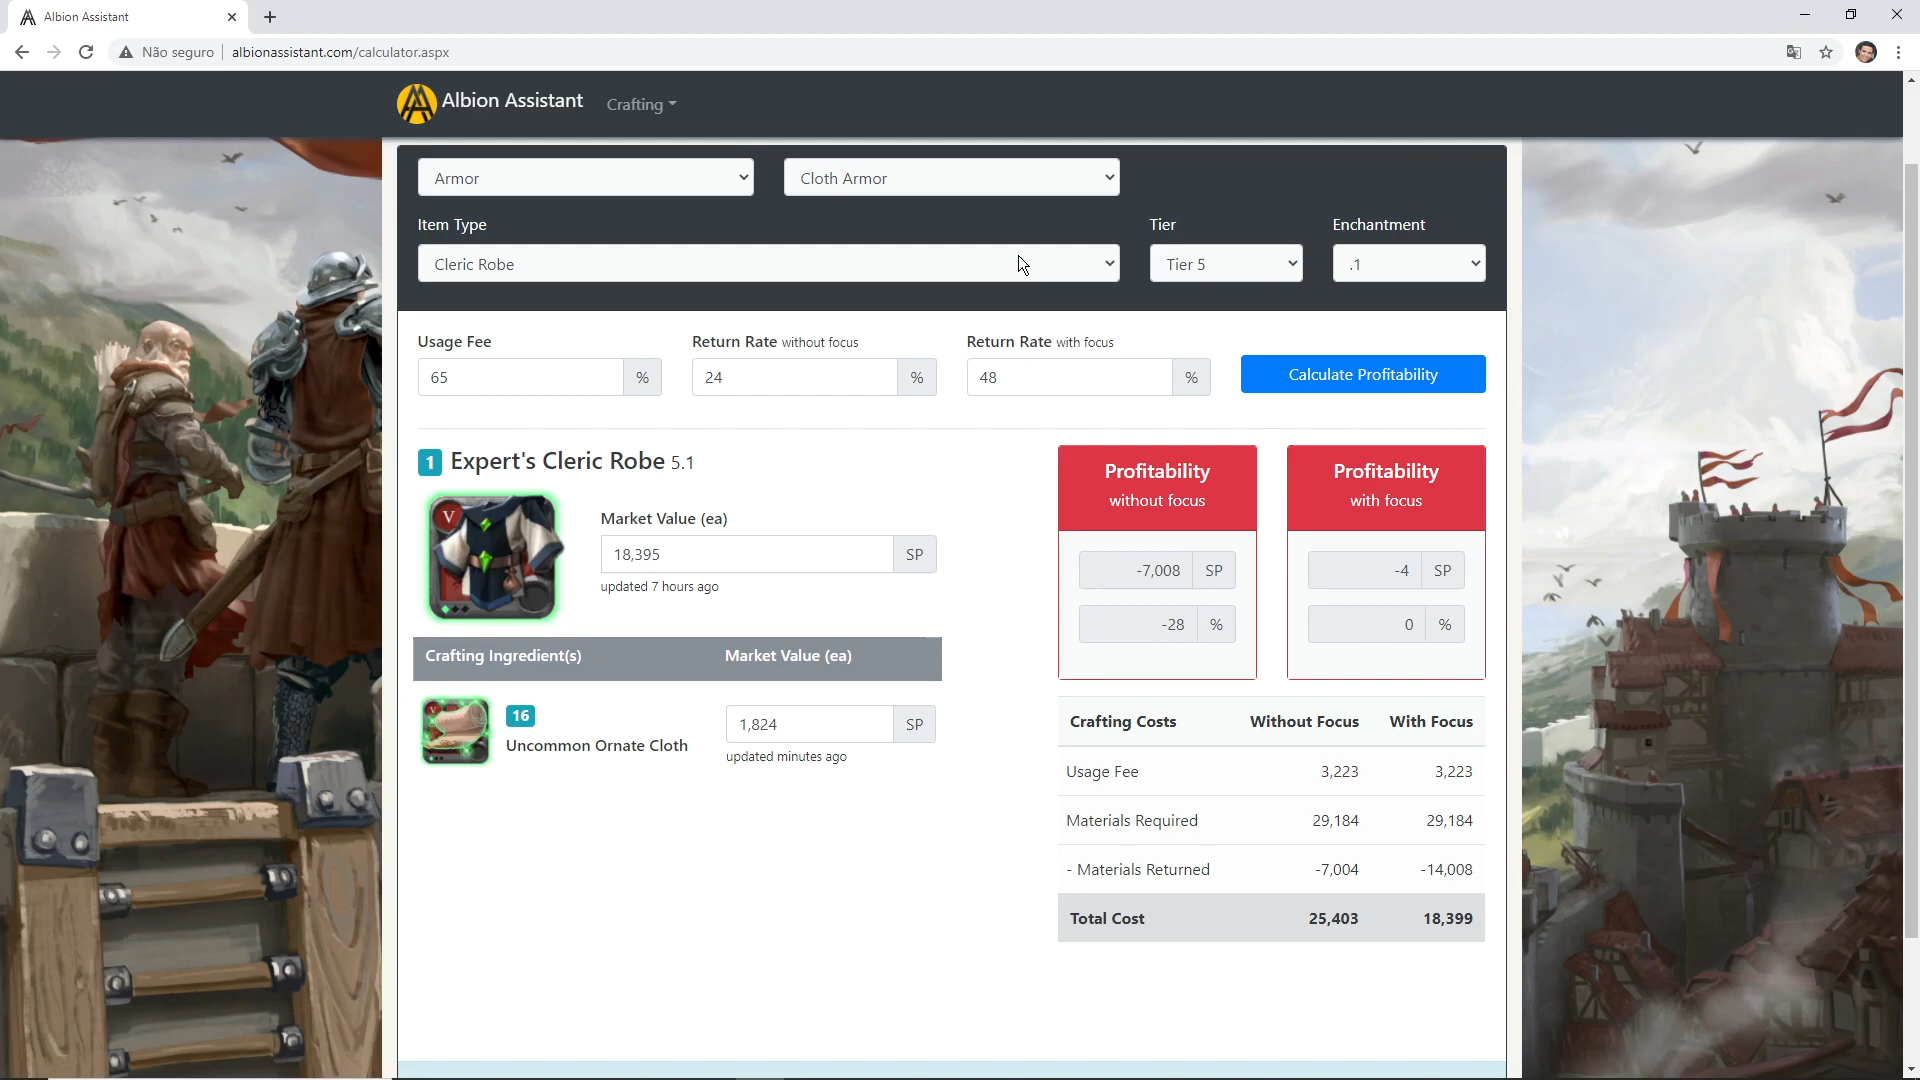 Albion Assistant
Não seguro
albionassistant.com/calculator.aspx
Albion Assistant
Crafting
Armor
Cloth Armor
Item Type
Tier
Enchantment
Cleric Robe
Tier 5
.1
Usage Fee
Return Rate without focus
Return Rate with focus
65 %
24 %
48 %
Calculate Profitability
1 Expert's Cleric Robe 5.1
V
Market Value (ea)
18,395 SP
updated 7 hours ago
Profitability
without focus
-7,008 SP
-28 %
Profitability
with focus
-4 SP
0 %
Crafting Ingredient(s) Market Value (ea)
V
16
Uncommon Ornate Cloth
1,824 SP
updated minutes ago
Crafting Costs Without Focus With Focus
Usage Fee 3,223 3,223
Materials Required 29,184 29,184
- Materials Returned -7,004 -14,008
Total Cost 25,403 18,399